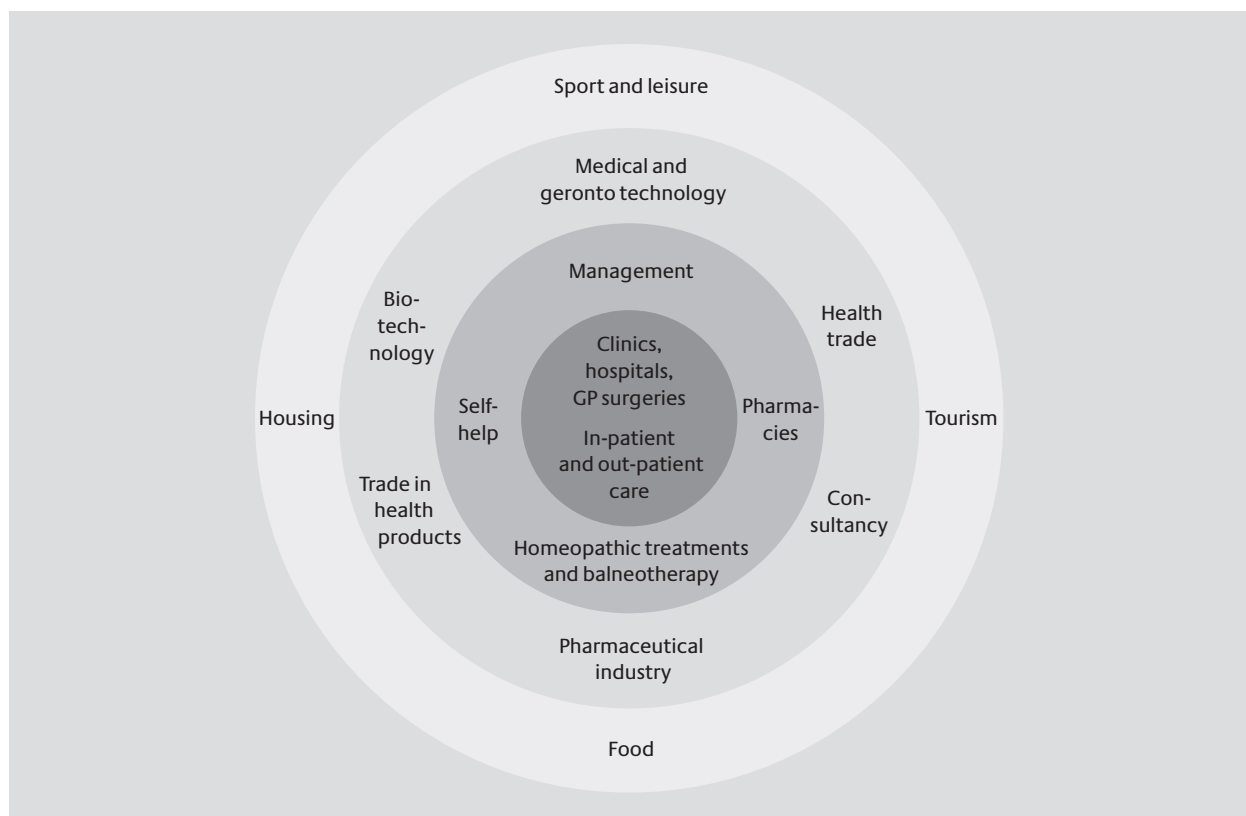 Sport and leisure
Medical and
geronto technology
Management
Bio-
tech-
nology
Health
trade
Clinics,
hospitals,
GP surgeries
Housing
Self-
help
Pharma-
cies
Tourism
In-patient
and out-patient
care
Trade in
health
products
Con-
sultancy
Homeopathic treatments
and balneotherapy
Pharmaceutical
industry
Food